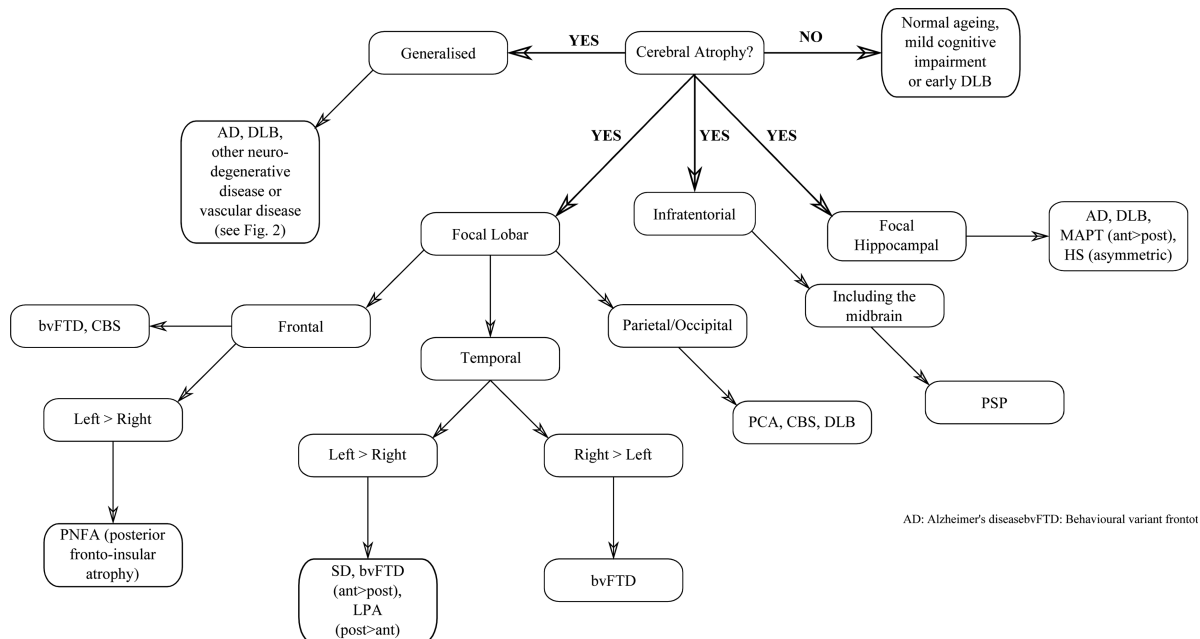 Normal ageing,
mild cognitive
impairment
or early DLB
NO
Cerebral Atrophy?
YES
Generalised
AD, DLB,
other neuro-
degenerative
disease or
vascular disease
(see Fig. 2)
YES
YES
YES
Focal Lobar
Infratentorial
Focal
Hippocampal
AD, DLB,
MAPT (ant>post),
HS (asymmetric)
bvFTD, CBS
Frontal
Temporal
Parietal/Occipital
Including the
midbrain
Left > Right
Left > Right
Right > Left
PCA, CBS, DLB
PSP
PNFA (posterior
fronto-insular
atrophy)
SD, bvFTD
(ant>post),
LPA
(post>ant)
bvFTD
AD: Alzheimer's diseasebvFTD: Behavioural variant